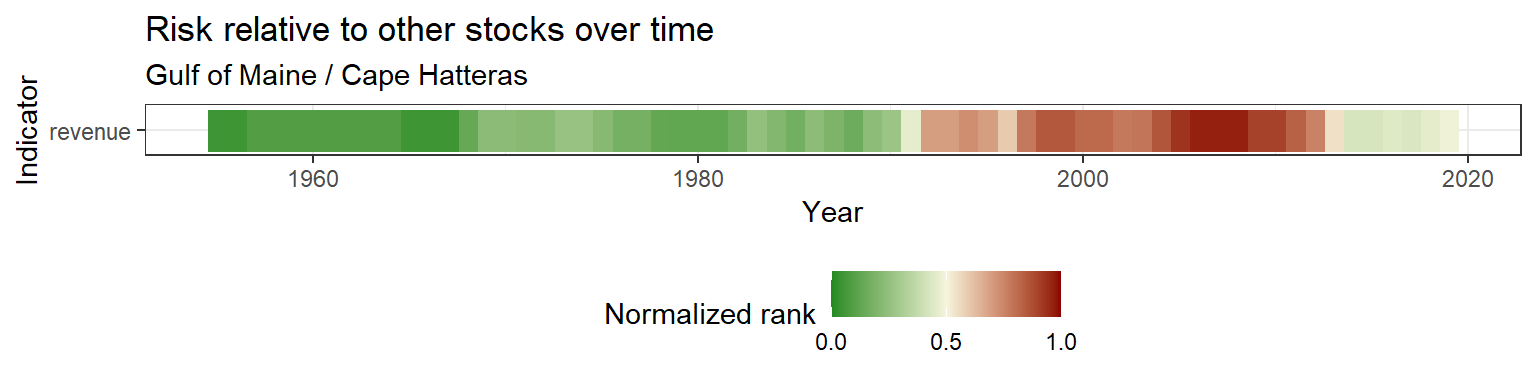 Risk relative to other stocks over time
Gulf of Maine / Cape Hatteras
Indicator
revenue
1960 1980 2000 2020
Year
Normalized rank
0.0 0.5 1.0